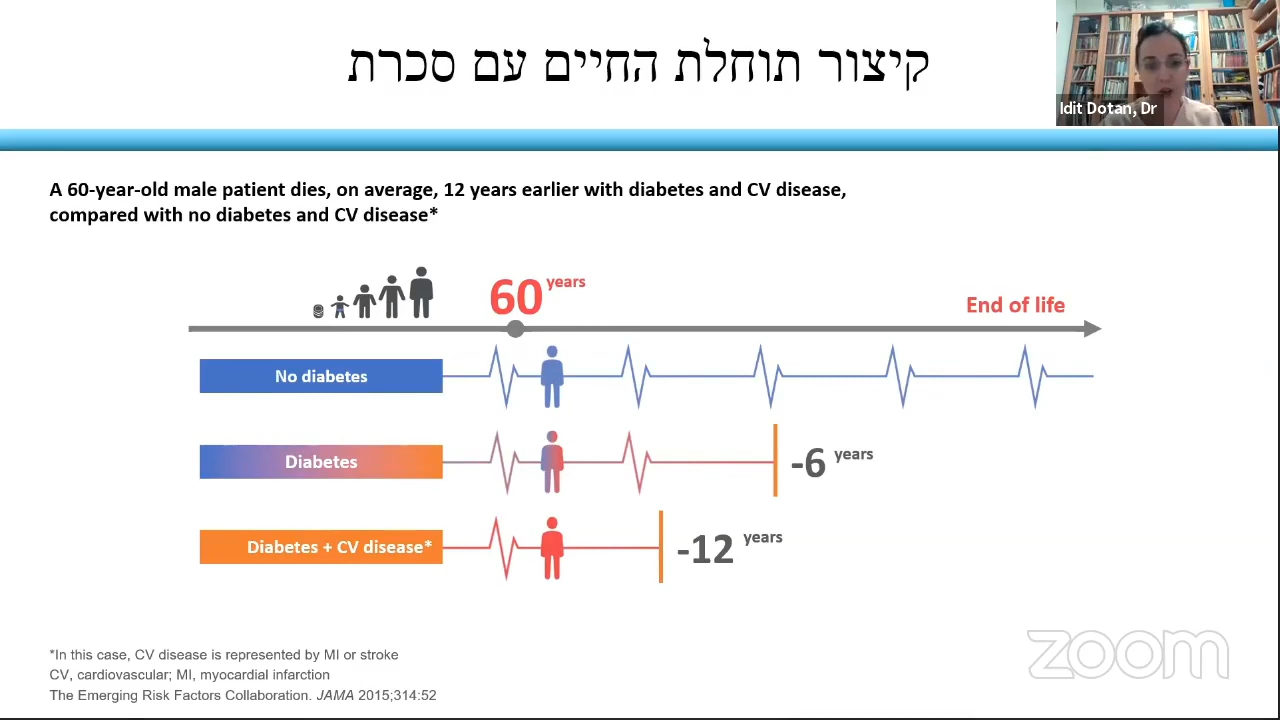 קיצור תוחלת החיים עם סכרת
Idit Dotan, Dr
A 60-year-old male patient dies, on average, 12 years earlier with diabetes and CV disease,
compared with no diabetes and CV disease*
60 years
End of life
No diabetes
Diabetes
-6 years
Diabetes + CV disease*
-12 years
*In this case, CV disease is represented by MI or stroke
CV, cardiovascular; MI, myocardial infarction
The Emerging Risk Factors Collaboration. JAMA 2015;314:52
zoom